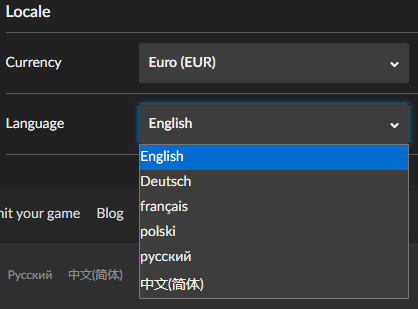 Locale
Currency Euro (EUR)
Language English
English
Deutsch
français
polski
русский
中文(简体)
your game Blog
Русский 中文(简体)